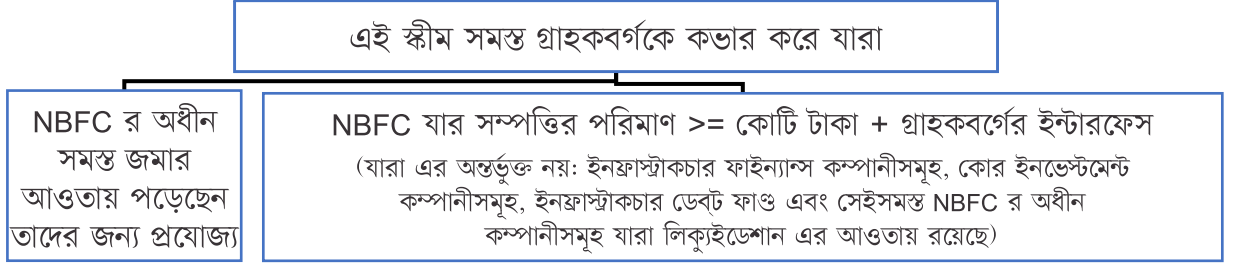 এই স্কীম সমস্ত গ্রাহকবর্গকে কভার করে যারা
NBFC র অধীন
সমস্ত জমার
আওতায় পড়েছেন
তাদের জন্য প্রযোজ্য
NBFC যার সম্পত্তির পরিমাণ >= কোটি টাকা + গ্রাহকবর্গের ইন্টারফেস
(যারা এর অন্তর্ভুক্ত নয়: ইনফ্রাস্ট্রাকচার ফাইন্যান্স কম্পানীসমূহ, কোর ইনভেস্টমেন্ট
কম্পানীসমূহ, ইনফ্রাস্ট্রাকচার ডেব্‌ট ফাণ্ড এবং সেইসমস্ত NBFC র অধীন
কম্পানীসমূহ যারা লিক্যুইডেশান এর আওতায় রয়েছে)